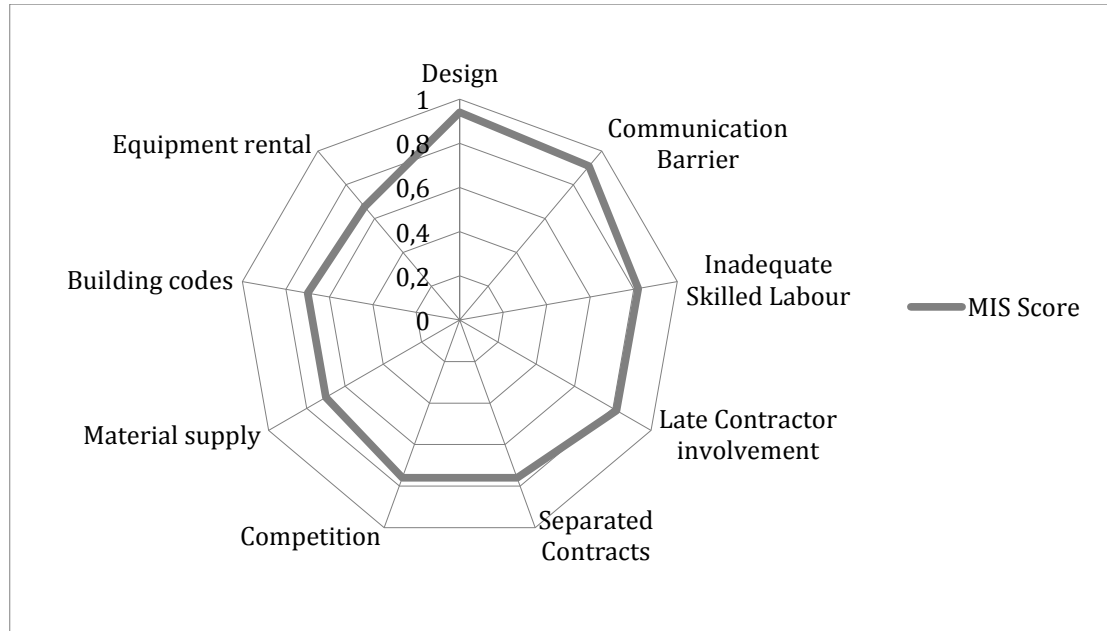 Design
Communication
Barrier
Inadequate
Skilled Labour
Late Contractor
involvement
Separated
Contracts
Competition
Material supply
Building codes
Equipment rental
1
0,8
0,6
0,4
0,2
0
MIS Score